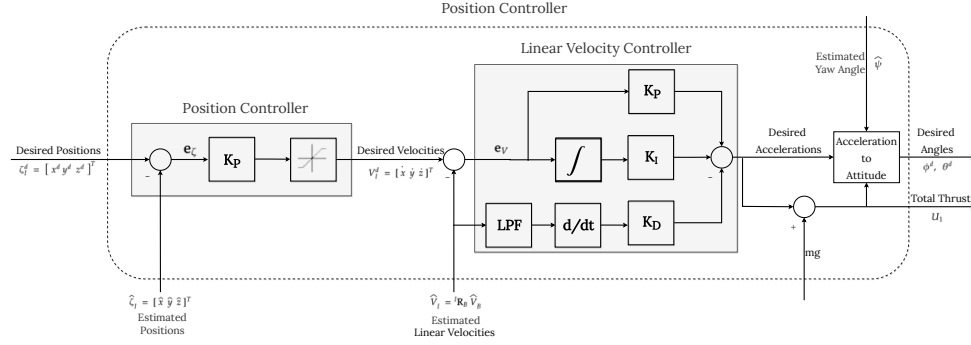 Position Controller
Linear Velocity Controller
Estimated
Yaw Angle
ψ̂
Position Controller
K_P
Desired Positions
ζ_I^d = [ x^d y^d z^d ]^T
e_ζ
K_P
-
Desired Velocities
V_I^d = [ ẋ ẏ ż ]^T
-
e_V
∫
K_I
-
Desired
Accelerations
Acceleration
to
Attitude
Desired
Angles
ϕ^d, θ^d
LPF
d/dt
K_D
+
Total Thrust
U_1
mg
ζ̂_I = [ x̂ ŷ ẑ ]^T
Estimated
Positions
V̂_I = ^I R_B V̂_B
Estimated
Linear Velocities